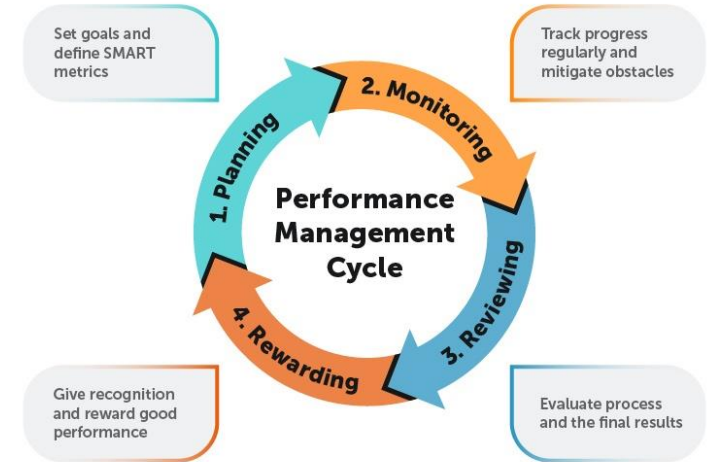 Set goals and
define SMART
metrics
Track progress
regularly and
mitigate obstacles
1. Planning
2. Monitoring
Performance
Management
Cycle
3. Reviewing
4. Rewarding
Give recognition
and reward good
performance
Evaluate process
and the final results